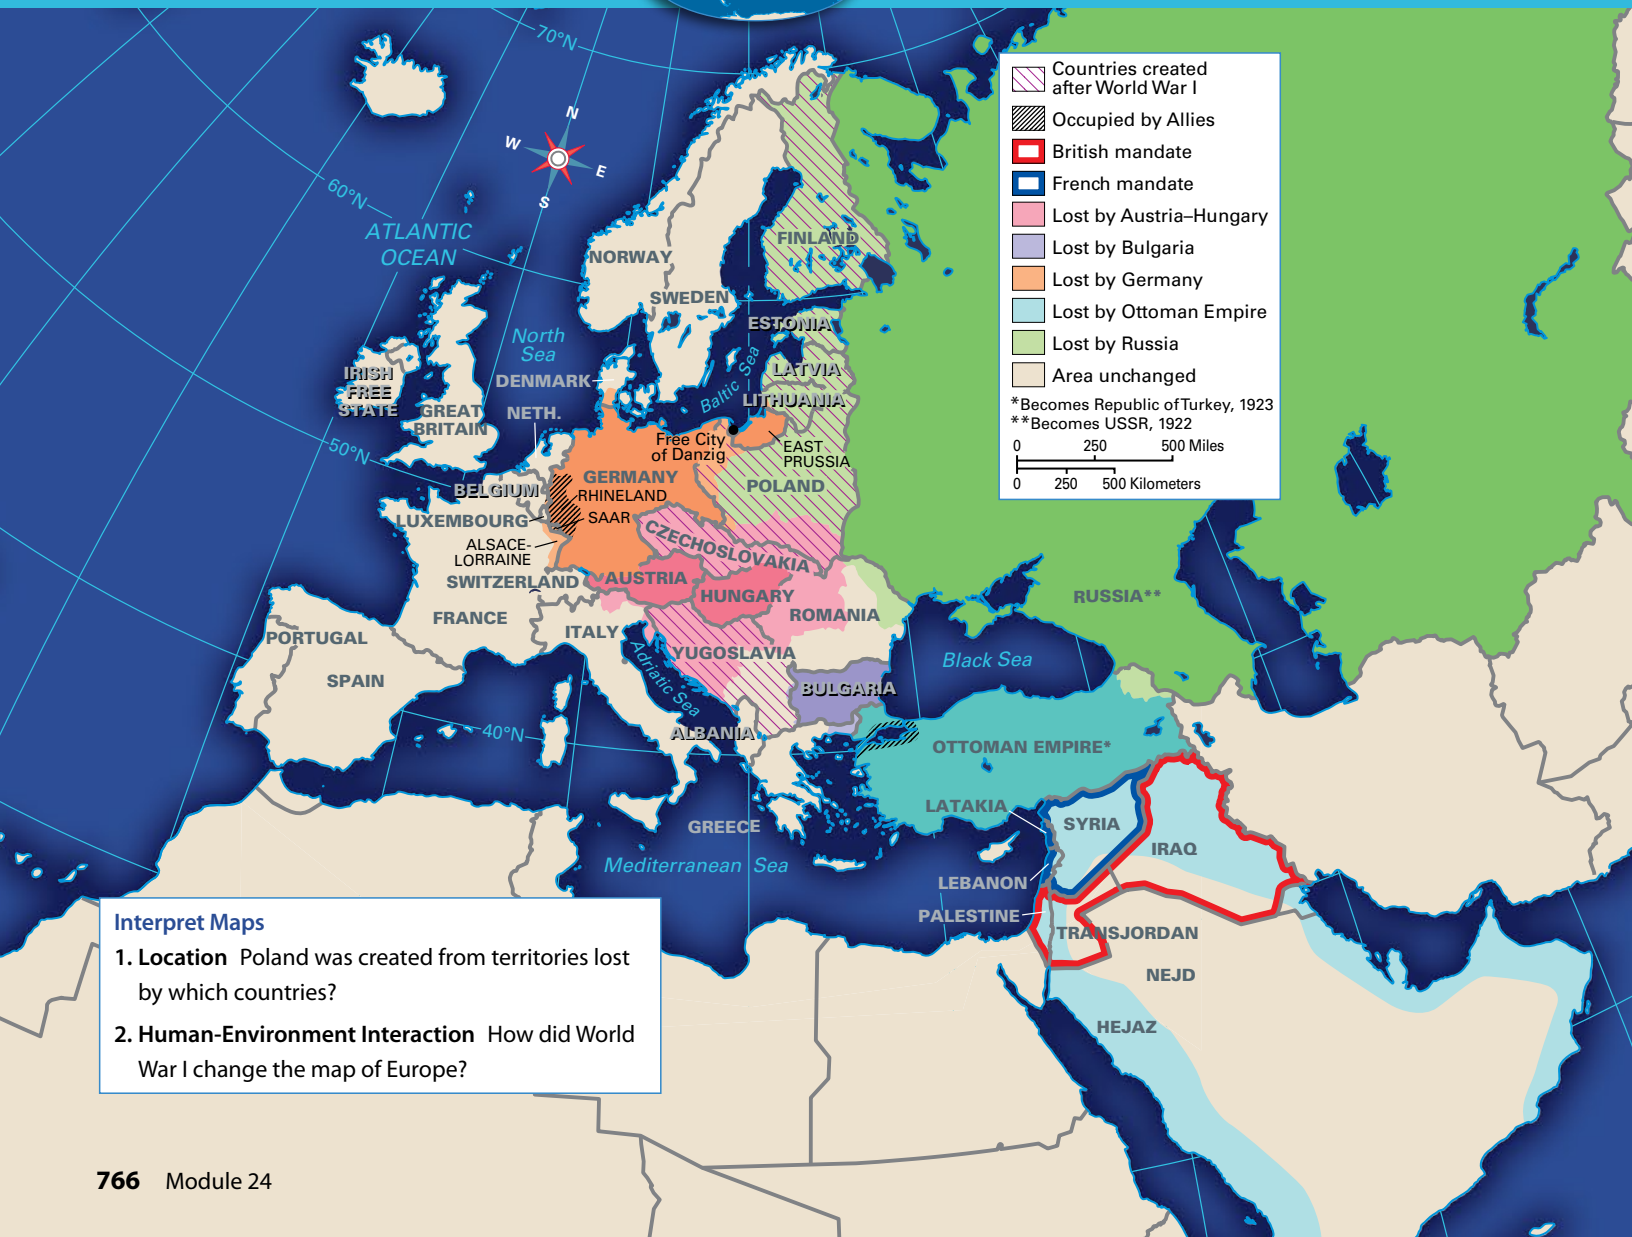 70°N
N
W
E
S
60°N
ATLANTIC
OCEAN
50°N
40°N
North
Sea
Baltic Sea
Adriatic Sea
Black Sea
Mediterranean Sea
NORWAY
SWEDEN
FINLAND
ESTONIA
LATVIA
LITHUANIA
DENMARK
NETH.
IRISH
FREE
STATE
GREAT
BRITAIN
Free City
of Danzig
EAST
PRUSSIA
GERMANY
POLAND
BELGIUM
RHINELAND
LUXEMBOURG
SAAR
ALSACE-
LORRAINE
CZECHOSLOVAKIA
SWITZERLAND
AUSTRIA
HUNGARY
ROMANIA
FRANCE
ITALY
PORTUGAL
SPAIN
YUGOSLAVIA
BULGARIA
ALBANIA
GREECE
RUSSIA**
OTTOMAN EMPIRE*
LATAKIA
SYRIA
IRAQ
LEBANON
PALESTINE
TRANSJORDAN
NEJD
HEJAZ
Countries created
after World War I
Occupied by Allies
British mandate
French mandate
Lost by Austria–Hungary
Lost by Bulgaria
Lost by Germany
Lost by Ottoman Empire
Lost by Russia
Area unchanged
*Becomes Republic of Turkey, 1923
**Becomes USSR, 1922
0 250 500 Miles
0 250 500 Kilometers
Interpret Maps
1. Location Poland was created from territories lost
by which countries?
2. Human-Environment Interaction How did World
War I change the map of Europe?
766 Module 24